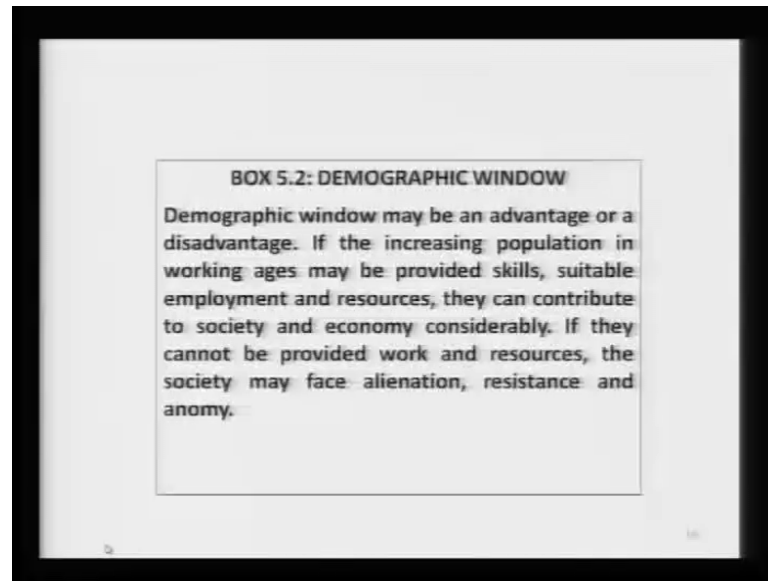 BOX 5.2: DEMOGRAPHIC WINDOW
Demographic window may be an advantage or a
disadvantage. If the increasing population in
working ages may be provided skills, suitable
employment and resources, they can contribute
to society and economy considerably. If they
cannot be provided work and resources, the
society may face alienation, resistance and
anomy.